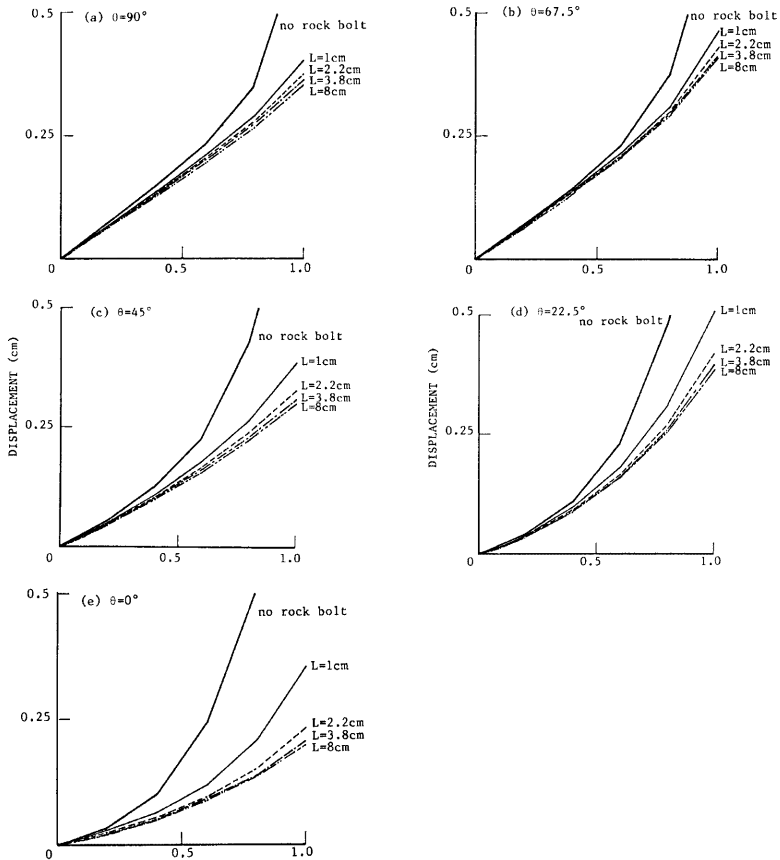 (a) θ=90°
0.5
0.25
0
0.5
1.0
no rock bolt
L=1cm
L=2.2cm
L=3.8cm
L=8cm
(b) θ=67.5°
0.5
0.25
0
0.5
1.0
no rock bolt
L=1cm
L=2.2cm
L=3.8cm
L=8cm
(c) θ=45°
DISPLACEMENT (cm)
0.5
0.25
0
0.5
1.0
no rock bolt
L=1cm
L=2.2cm
L=3.8cm
L=8cm
(d) θ=22.5°
DISPLACEMENT (cm)
0.5
0.25
0
0.5
1.0
no rock bolt
L=1cm
L=2.2cm
L=3.8cm
L=8cm
(e) θ=0°
0.5
0.25
0
0.5
1.0
no rock bolt
L=1cm
L=2.2cm
L=3.8cm
L=8cm